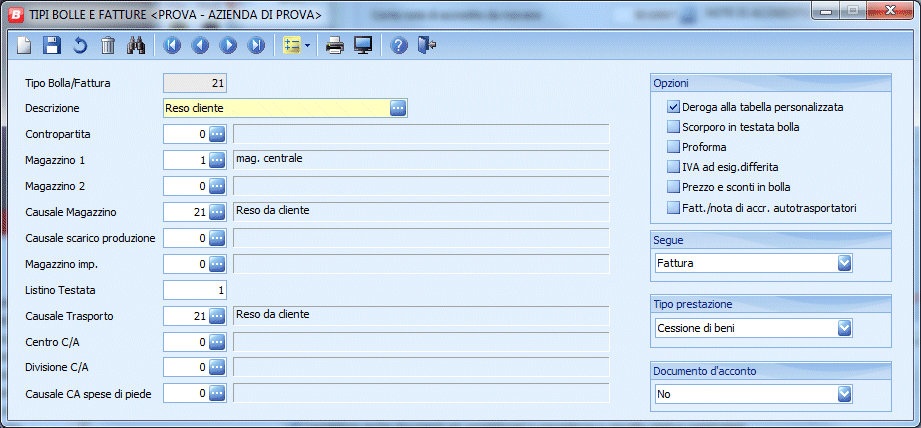 TIPI BOLLE E FATTURE <PROVA - AZIENDA DI PROVA>
Tipo Bolla/Fattura 21
Descrizione Reso cliente
Contropartita 0
Magazzino 1 1 mag. centrale
Magazzino 2 0
Causale Magazzino 21 Reso da cliente
Causale scarico produzione 0
Magazzino imp. 0
Listino Testata 1
Causale Trasporto 21 Reso da cliente
Centro C/A 0
Divisione C/A 0
Causale CA spese di piede 0
Opzioni
Deroga alla tabella personalizzata
Scorporo in testata bolla
Proforma
IVA ad esig.differita
Prezzo e sconti in bolla
Fatt./nota di accr. autotrasportatori
Segue
Fattura
Tipo prestazione
Cessione di beni
Documento d'acconto
No